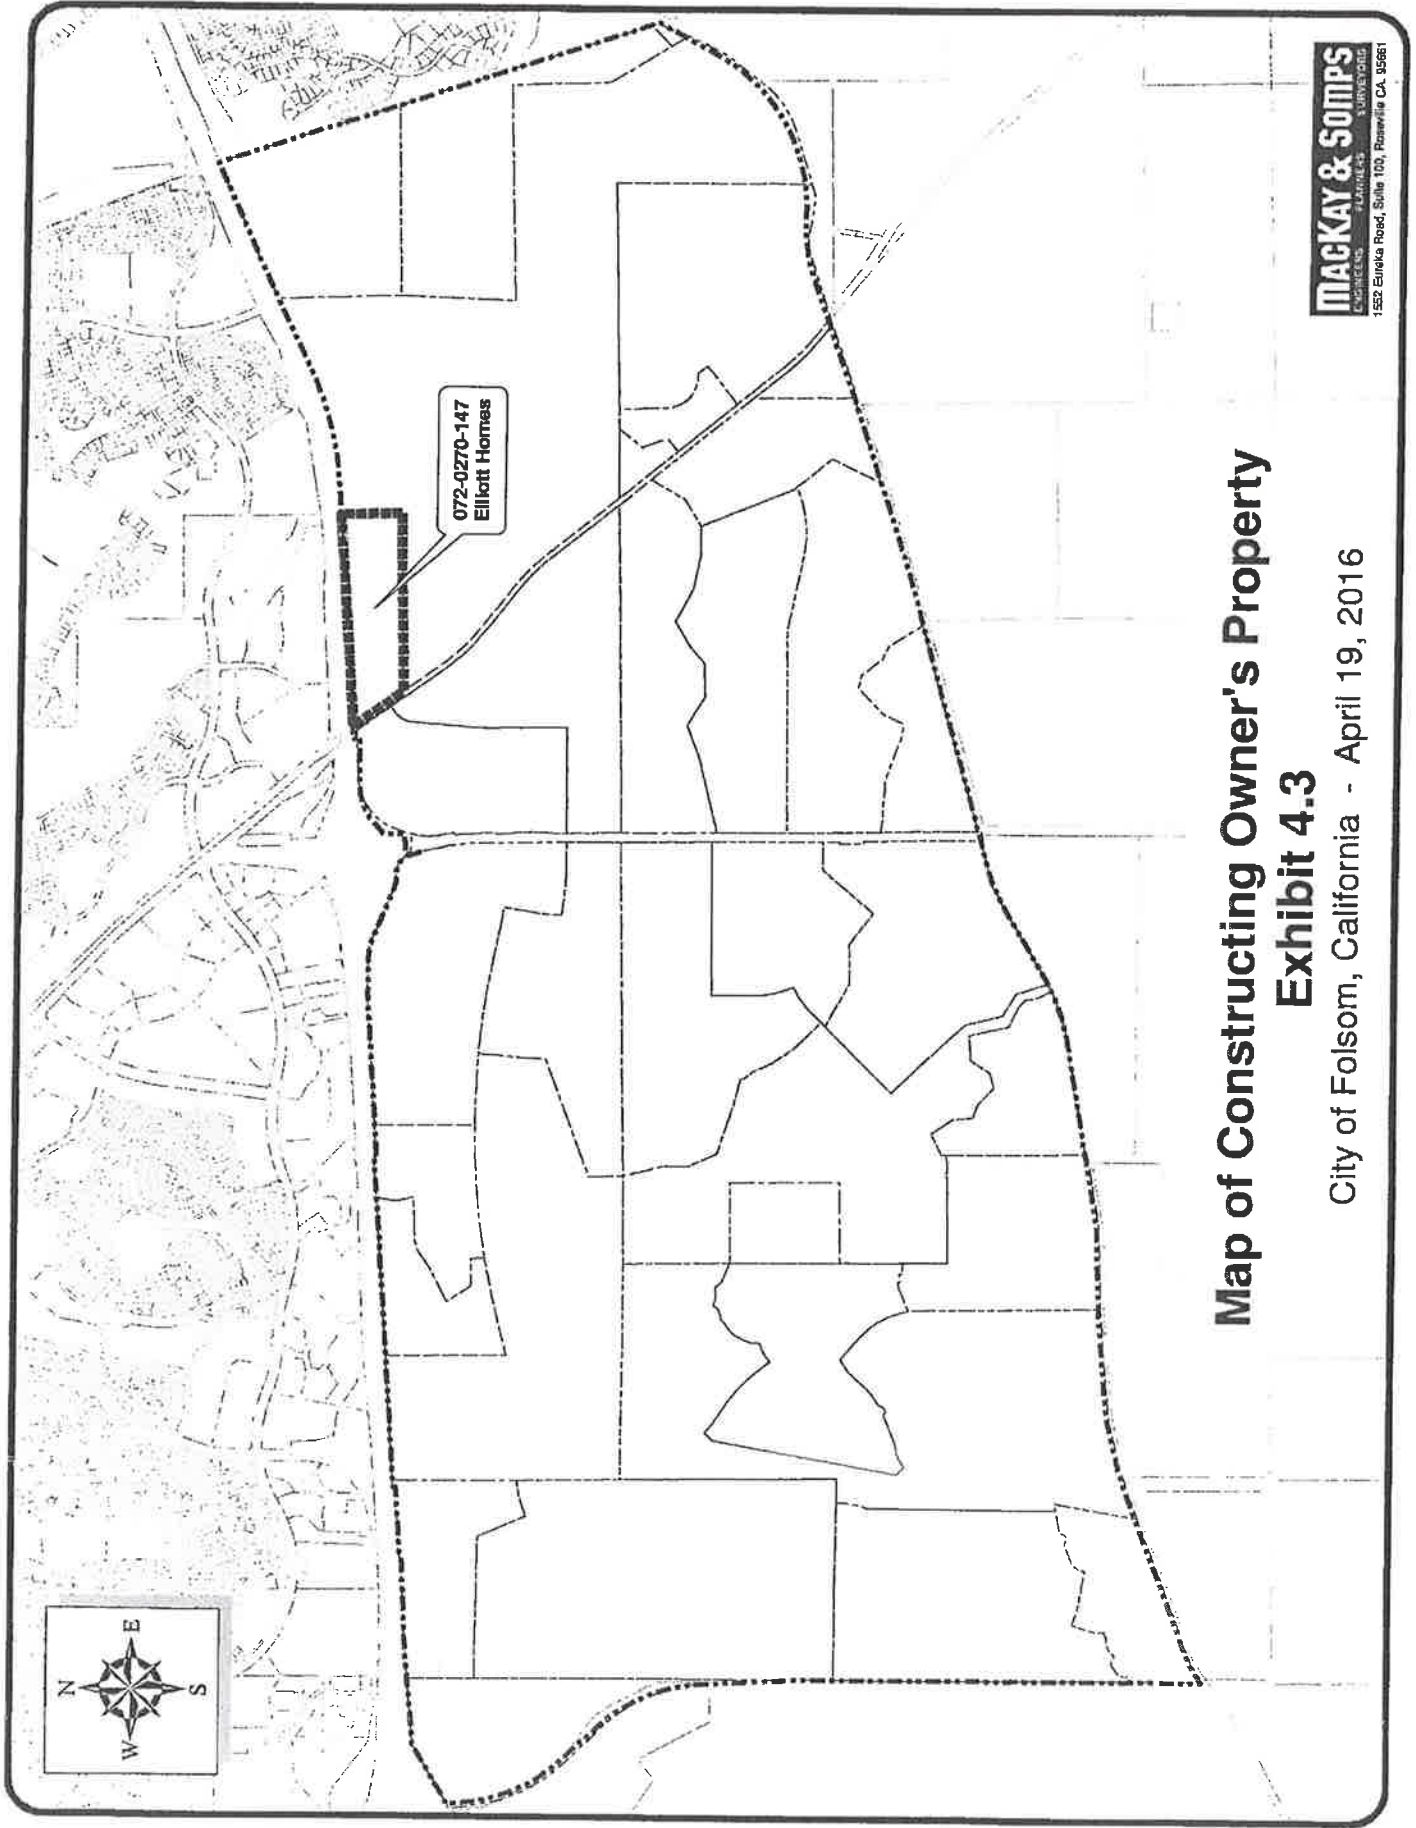 N
W
E
S
072-0270-147
Elliott Homes
Map of Constructing Owner's Property
Exhibit 4.3
City of Folsom, California - April 19, 2016
MACKAY & SOMPS
ENGINEERS PLANNERS SURVEYORS
1552 Eureka Road, Suite 100, Roseville CA. 95661